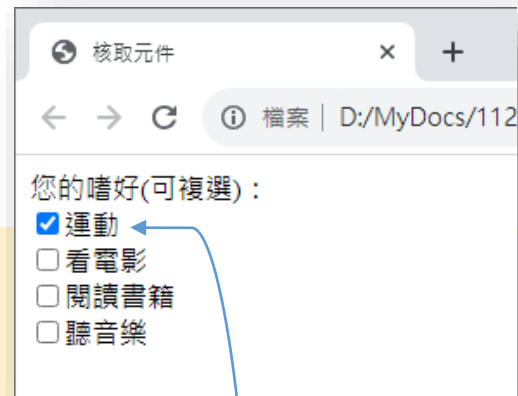 核取元件
檔案 | D:/MyDocs/112
您的嗜好(可複選)：
運動
看電影
閱讀書籍
聽音樂